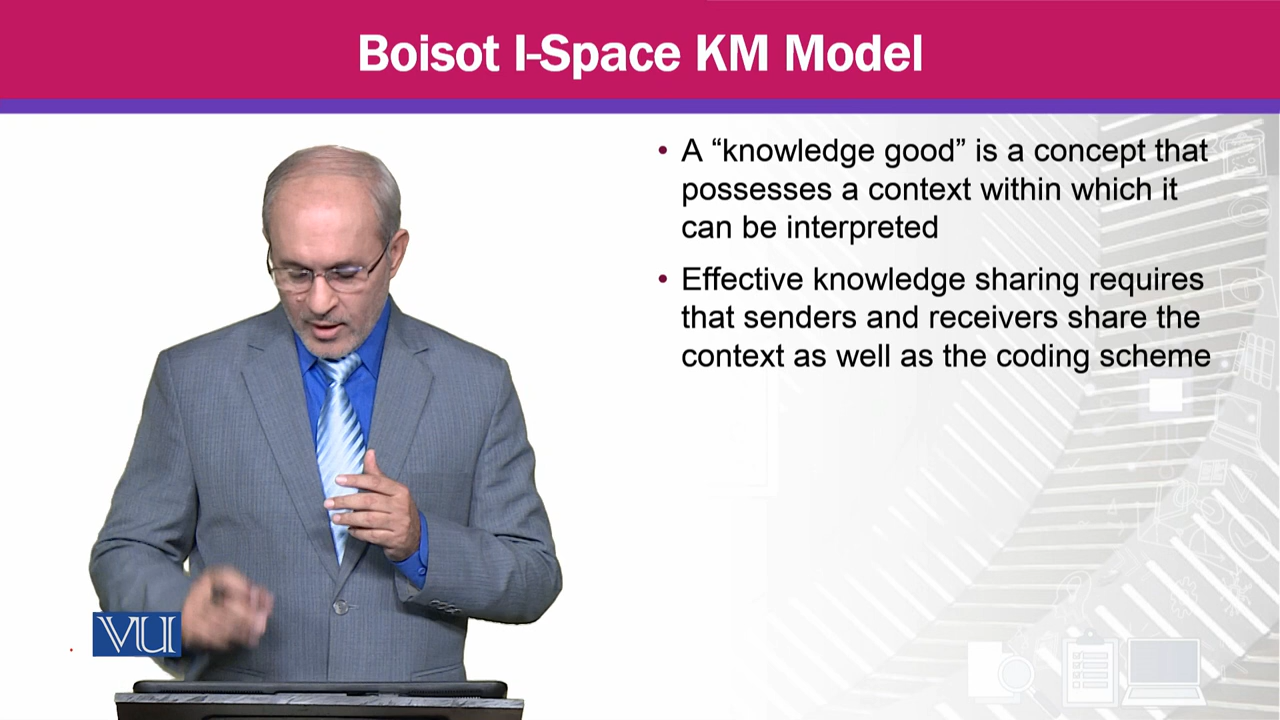 Boisot I-Space KM Model
• A “knowledge good” is a concept that
possesses a context within which it
can be interpreted
• Effective knowledge sharing requires
that senders and receivers share the
context as well as the coding scheme
VU